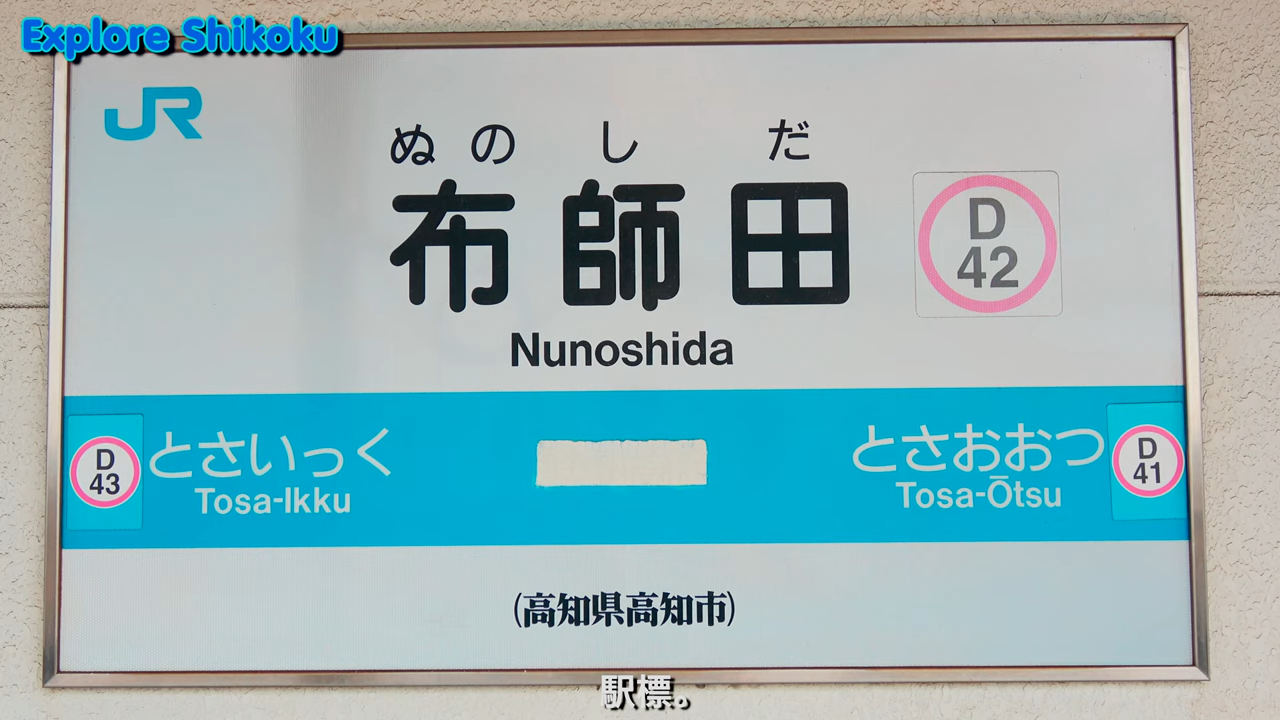 Explore Shikoku
JR
ぬのしだ
布師田
D
42
Nunoshida
D
43
とさいっく
Tosa-Ikku
とさおおつ
Tosa-Ōtsu
D
41
(高知県高知市)
駅標。